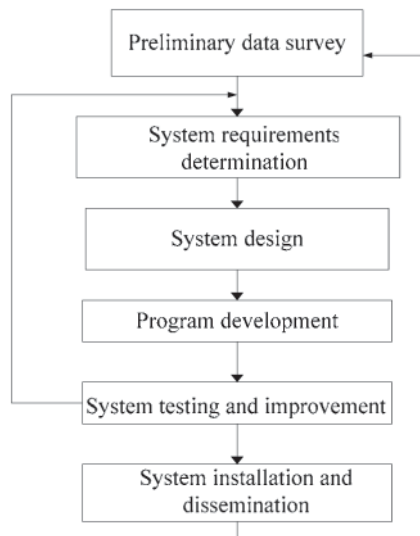 Preliminary data survey
System requirements
determination
System design
Program development
System testing and improvement
System installation and
dissemination